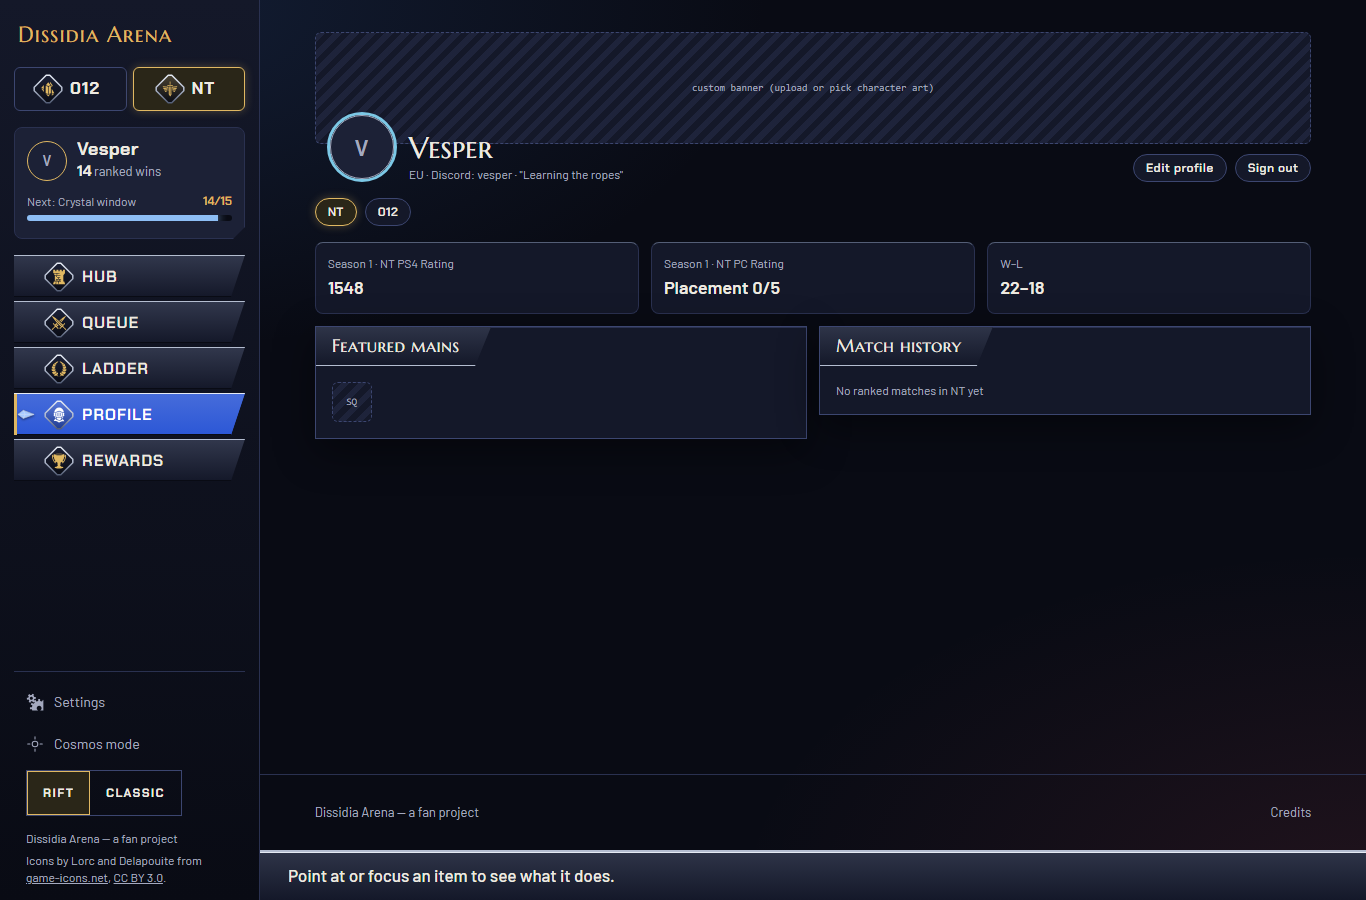 Dissidia Arena
012
NT
V
Vesper
14 ranked wins
Next: Crystal window
14/15
HUB
QUEUE
LADDER
PROFILE
REWARDS
Settings
Cosmos mode
RIFT
CLASSIC
Dissidia Arena — a fan project
Icons by Lorc and Delapouite from
game-icons.net, CC BY 3.0.
custom banner (upload or pick character art)
V
Vesper
EU · Discord: vesper · "Learning the ropes"
Edit profile
Sign out
NT
012
Season 1 · NT PS4 Rating
1548
Season 1 · NT PC Rating
Placement 0/5
W–L
22–18
Featured mains
SQ
Match history
No ranked matches in NT yet
Dissidia Arena — a fan project
Credits
Point at or focus an item to see what it does.